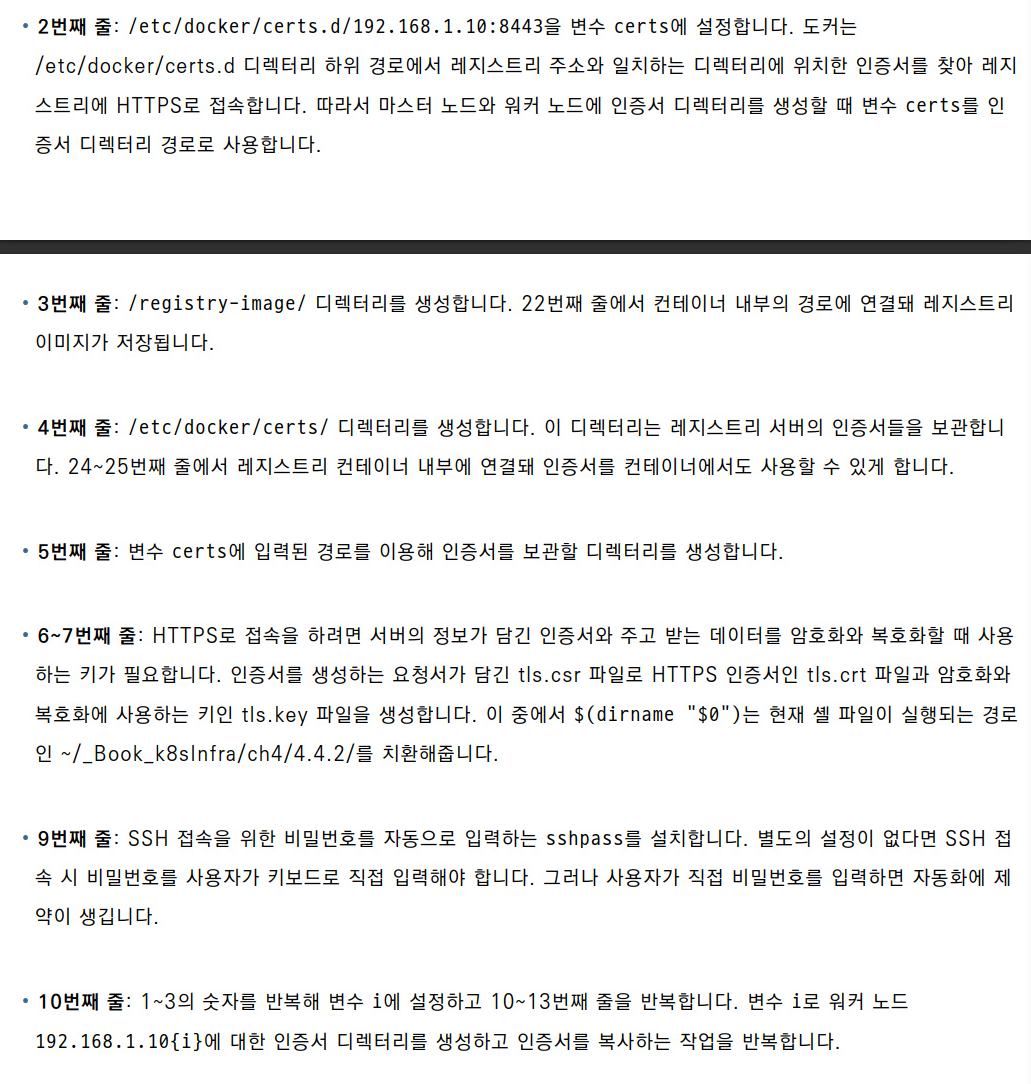 • 2번째 줄: /etc/docker/certs.d/192.168.1.10:8443을 변수 certs에 설정합니다. 도커는
/etc/docker/certs.d 디렉터리 하위 경로에서 레지스트리 주소와 일치하는 디렉터리에 위치한 인증서를 찾아 레지
스트리에 HTTPS로 접속합니다. 따라서 마스터 노드와 워커 노드에 인증서 디렉터리를 생성할 때 변수 certs를 인
증서 디렉터리 경로로 사용합니다.
• 3번째 줄: /registry-image/ 디렉터리를 생성합니다. 22번째 줄에서 컨테이너 내부의 경로에 연결돼 레지스트리
이미지가 저장됩니다.
• 4번째 줄: /etc/docker/certs/ 디렉터리를 생성합니다. 이 디렉터리는 레지스트리 서버의 인증서들을 보관합니
다. 24~25번째 줄에서 레지스트리 컨테이너 내부에 연결돼 인증서를 컨테이너에서도 사용할 수 있게 합니다.
• 5번째 줄: 변수 certs에 입력된 경로를 이용해 인증서를 보관할 디렉터리를 생성합니다.
• 6~7번째 줄: HTTPS로 접속을 하려면 서버의 정보가 담긴 인증서와 주고 받는 데이터를 암호화와 복호화할 때 사용
하는 키가 필요합니다. 인증서를 생성하는 요청서가 담긴 tls.csr 파일로 HTTPS 인증서인 tls.crt 파일과 암호화와
복호화에 사용하는 키인 tls.key 파일을 생성합니다. 이 중에서 $(dirname "$0")는 현재 셸 파일이 실행되는 경로
인 ~/_Book_k8sInfra/ch4/4.4.2/를 치환해줍니다.
• 9번째 줄: SSH 접속을 위한 비밀번호를 자동으로 입력하는 sshpass를 설치합니다. 별도의 설정이 없다면 SSH 접
속 시 비밀번호를 사용자가 키보드로 직접 입력해야 합니다. 그러나 사용자가 직접 비밀번호를 입력하면 자동화에 제
약이 생깁니다.
• 10번째 줄: 1~3의 숫자를 반복해 변수 i에 설정하고 10~13번째 줄을 반복합니다. 변수 i로 워커 노드
192.168.1.10{i}에 대한 인증서 디렉터리를 생성하고 인증서를 복사하는 작업을 반복합니다.